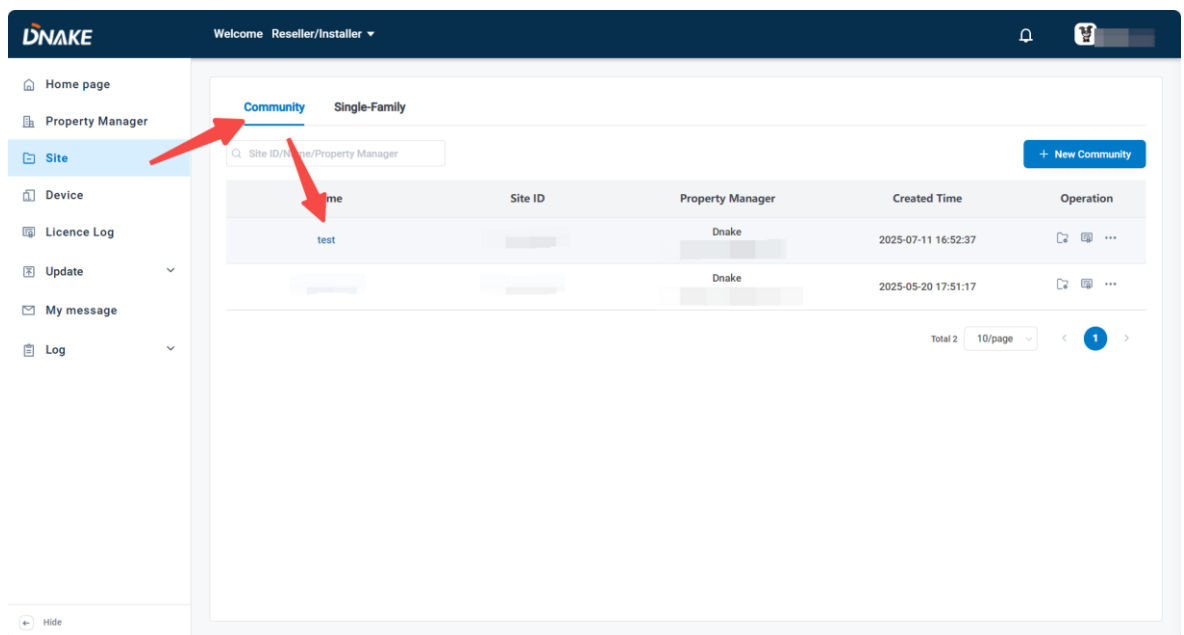 DNAKE
Welcome Reseller/Installer
Home page
Property Manager
Site
Device
Licence Log
Update
My message
Log
Hide
Community Single-Family
Site ID/Name/Property Manager
+ New Community
Site ID Property Manager Created Time Operation
test Dnake 2025-07-11 16:52:37
Dnake 2025-05-20 17:51:17
Total 2 10/page 1